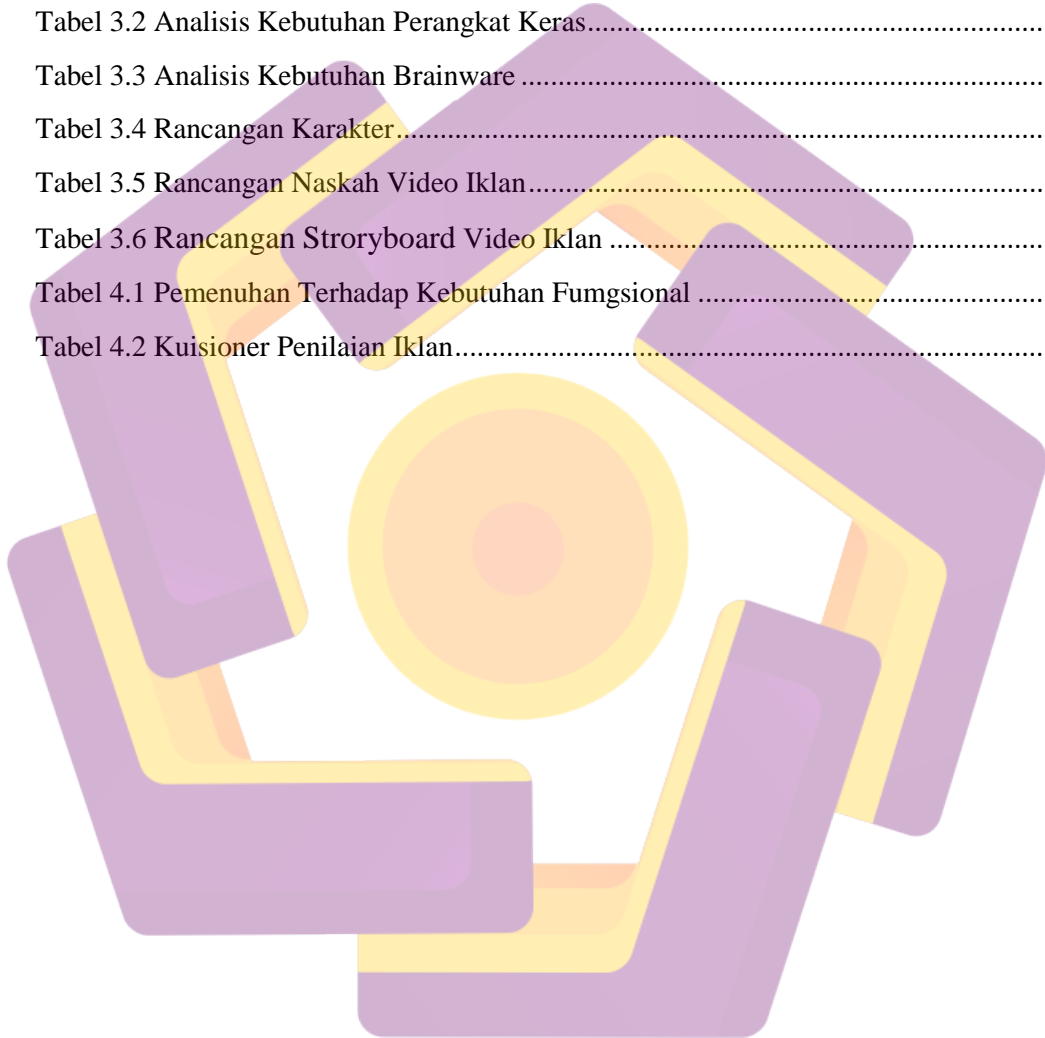 Tabel 3.2 Analisis Kebutuhan Perangkat Keras..........................................................
Tabel 3.3 Analisis Kebutuhan Brainware ..................................................................
Tabel 3.4 Rancangan Karakter..................................................................................
Tabel 3.5 Rancangan Naskah Video Iklan.................................................................
Tabel 3.6 Rancangan Stroryboard Video Iklan .........................................................
Tabel 4.1 Pemenuhan Terhadap Kebutuhan Fumgsional ...........................................
Tabel 4.2 Kuisioner Penilaian Iklan...........................................................................